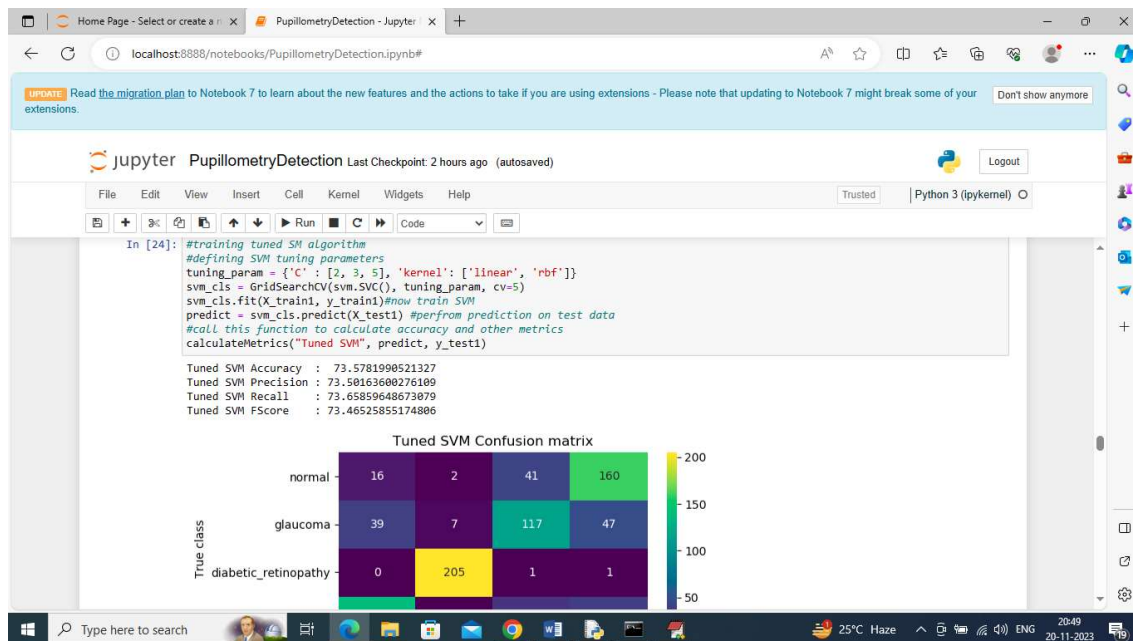 Home Page - Select or create a n
PupillometryDetection - Jupyter
localhost:8888/notebooks/PupillometryDetection.ipynb#
UPDATE Read the migration plan to Notebook 7 to learn about the new features and the actions to take if you are using extensions - Please note that updating to Notebook 7 might break some of your extensions.
Don't show anymore
jupyter PupillometryDetection Last Checkpoint: 2 hours ago (autosaved)
Logout
File Edit View Insert Cell Kernel Widgets Help
Trusted
Python 3 (ipykernel)
Run
Code
In [24]: #training tuned SM algorithm
#defining SVM tuning parameters
tuning_param = {'C' : [2, 3, 5], 'kernel': ['linear', 'rbf']}
svm_cls = GridSearchCV(svm.SVC(), tuning_param, cv=5)
svm_cls.fit(X_train1, y_train1)#now train SVM
predict = svm_cls.predict(X_test1) #perfrom prediction on test data
#call this function to calculate accuracy and other metrics
calculateMetrics("Tuned SVM", predict, y_test1)
Tuned SVM Accuracy : 73.5781990521327
Tuned SVM Precision : 73.50163600276109
Tuned SVM Recall : 73.65859648673079
Tuned SVM FScore : 73.46525855174806
Tuned SVM Confusion matrix
normal 16 2 41 160
glaucoma 39 7 117 47
diabetic_retinopathy 0 205 1 1
True class
200
150
100
50
Type here to search
25°C Haze
ENG
20:49
20-11-2023